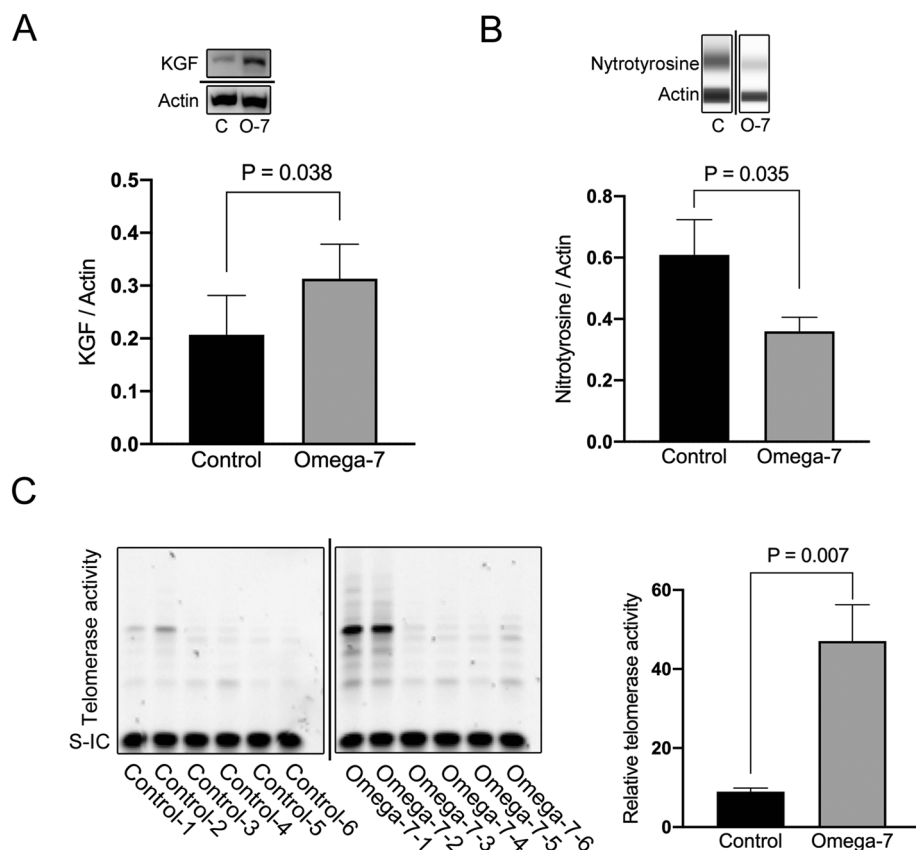 A
KGF
Actin
C O-7
P = 0.038
KGF / Actin
0.5
0.4
0.3
0.2
0.1
0.0
Control Omega-7
B
Nytrotyrosine
Actin
C O-7
P = 0.035
Nitrotyrosine / Actin
0.8
0.6
0.4
0.2
0.0
Control Omega-7
C
Telomerase activity
S-IC
Control-1
Control-2
Control-3
Control-4
Control-5
Control-6
Omega-7-1
Omega-7-2
Omega-7-3
Omega-7-4
Omega-7-5
Omega-7-6
P = 0.007
Relative telomerase activity
60
40
20
0
Control Omega-7